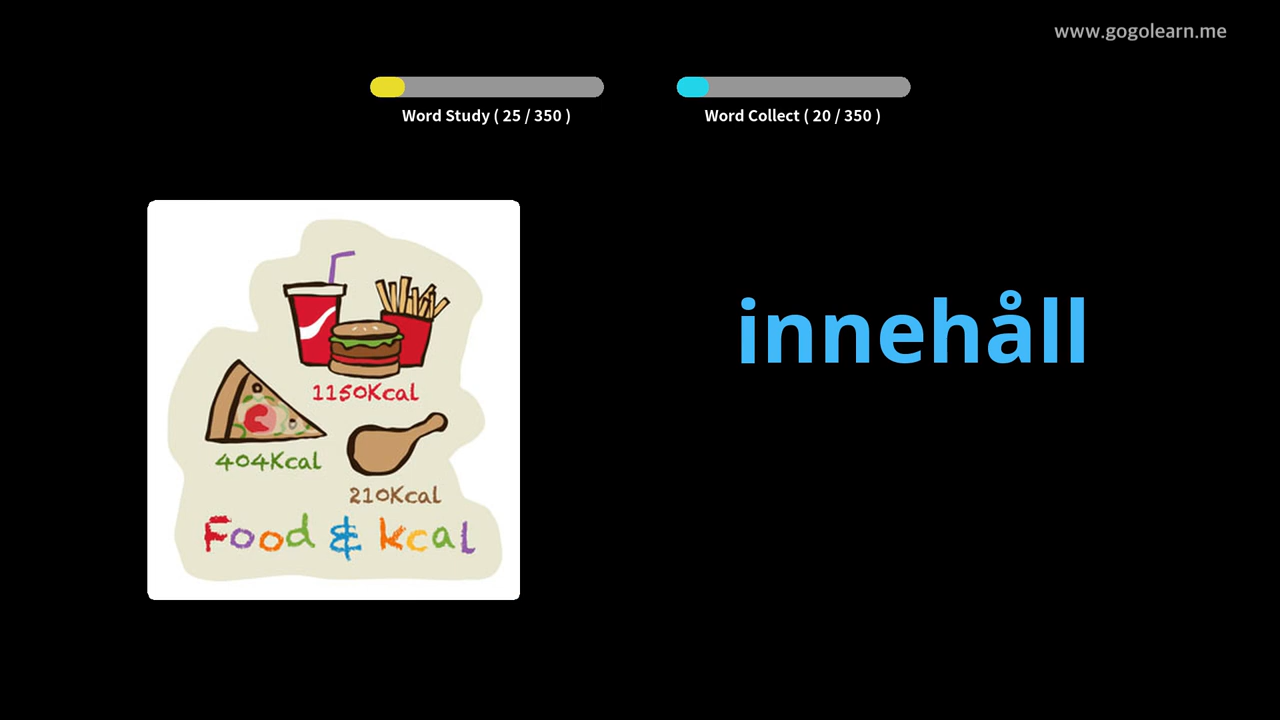 www.gogolearn.me
Word Study ( 25 / 350 )
Word Collect ( 20 / 350 )
innehåll
1150Kcal
404Kcal
210Kcal
Food & kcal